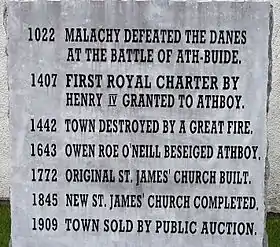 1022 MALACHY DEFEATED THE DANES
AT THE BATTLE OF ATH-BUIDE.
1407 FIRST ROYAL CHARTER BY
HENRY IV GRANTED TO ATHBOY.
1442 TOWN DESTROYED BY A GREAT FIRE.
1643 OWEN ROE O'NEILL BESEIGED ATHBOY.
1772 ORIGINAL ST. JAMES' CHURCH BUILT.
1845 NEW ST. JAMES' CHURCH COMPLETED.
1909 TOWN SOLD BY PUBLIC AUCTION.